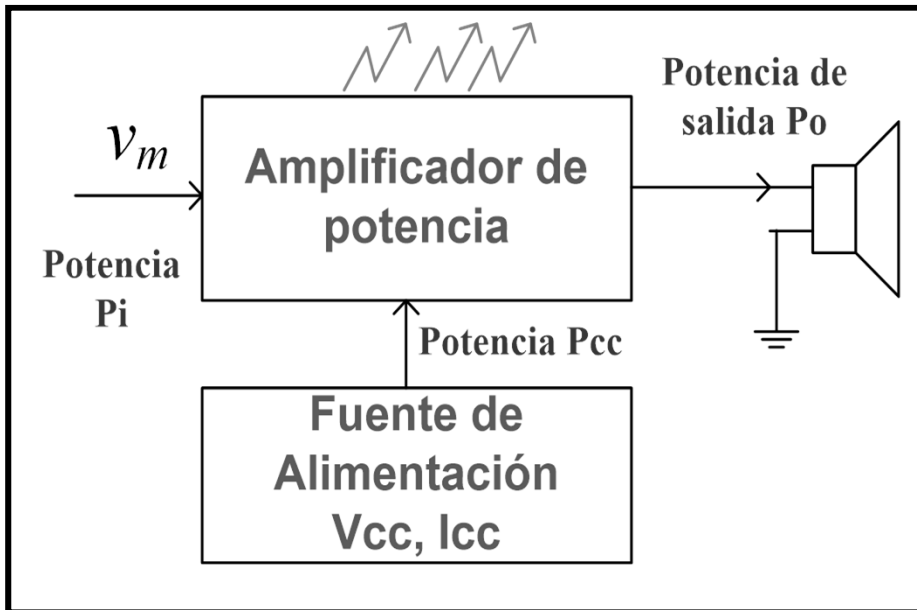 Potencia de
salida Po
v_m
Amplificador de
potencia
Potencia
Pi
Potencia Pcc
Fuente de
Alimentación
Vcc, Icc